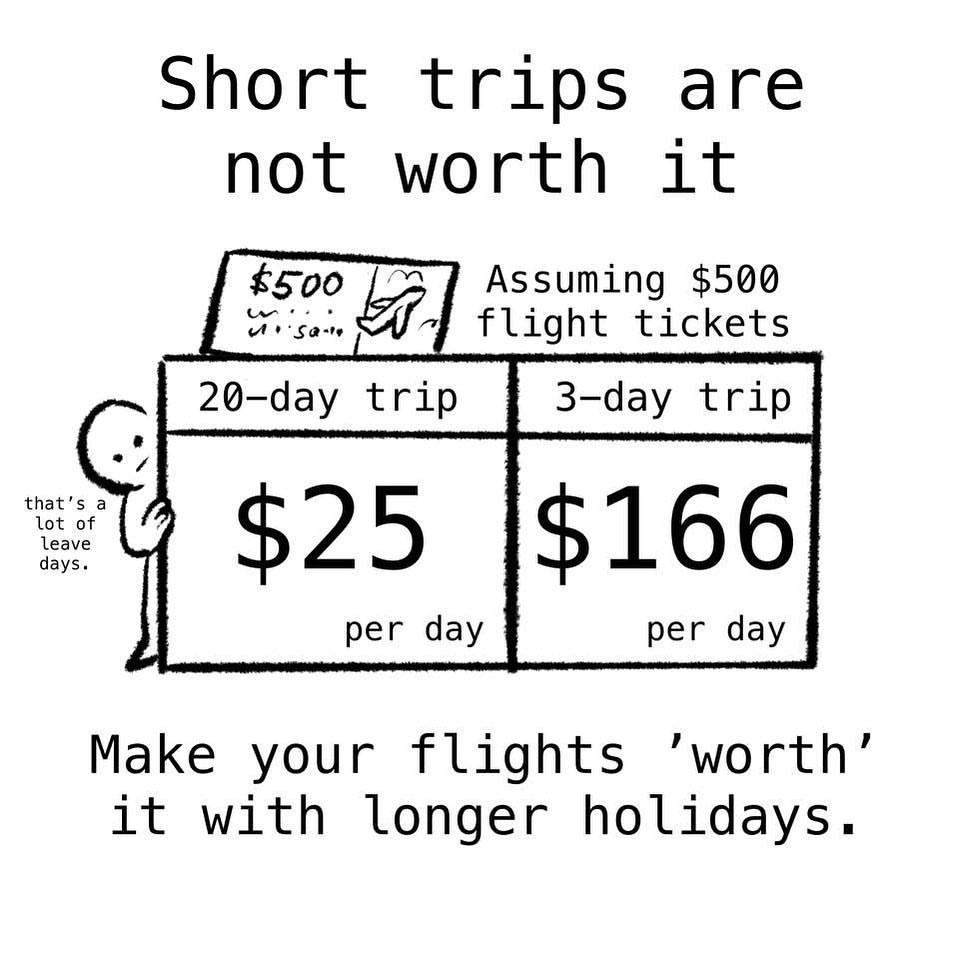 Short trips are
not worth it
$500
Assuming $500
flight tickets
20-day trip
3-day trip
$25
$166
that's a
lot of
leave
days.
per day
per day
Make your flights ’worth’
it with longer holidays.